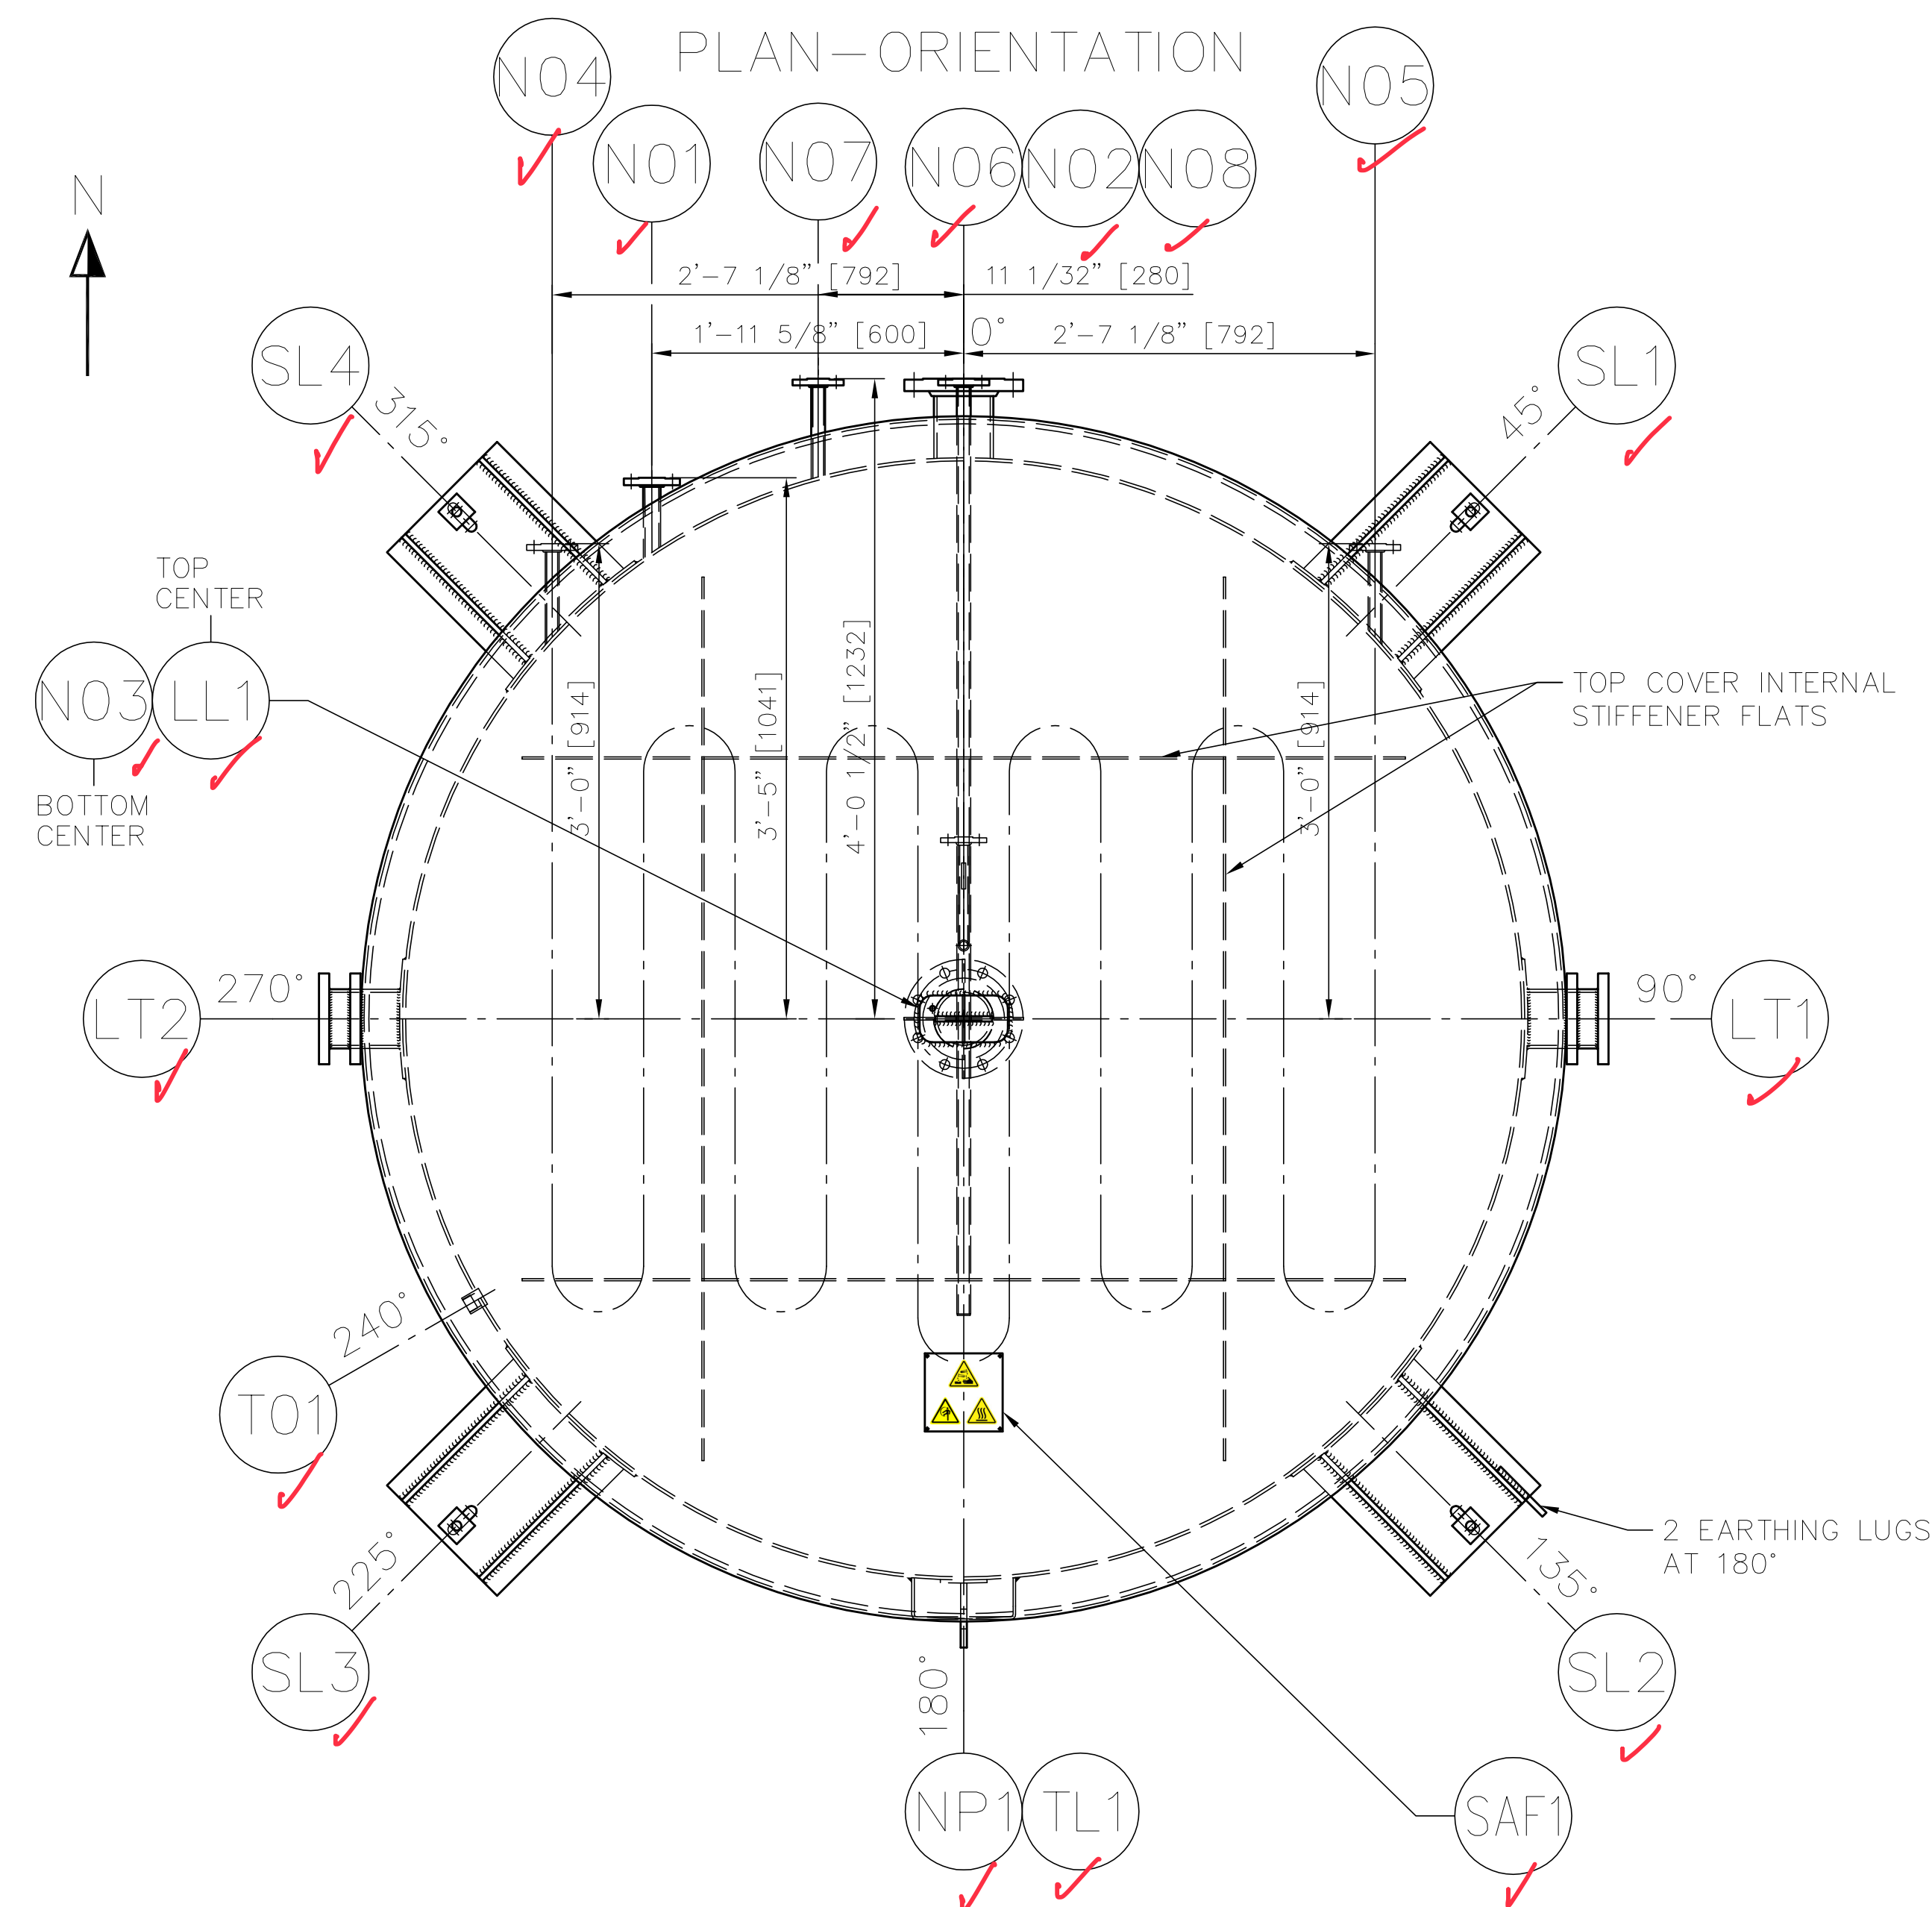 PLAN-ORIENTATION
N04
N05
N01
N07
N06
N02
N08
N
2'-7 1/8" [792]
11 1/32" [280]
1'-11 5/8" [600]
0°
2'-7 1/8" [792]
SL4
315°
SL1
45°
TOP
CENTER
N03
LL1
BOTTOM
CENTER
3'-0" [914]
3'-5" [1041]
4'-0 1/2" [1232]
3'-0" [914]
TOP COVER INTERNAL
STIFFENER FLATS
LT2
270°
90°
LT1
240°
T01
225°
SL3
2 EARTHING LUGS
AT 180°
135°
SL2
180°
NP1
TL1
SAF1